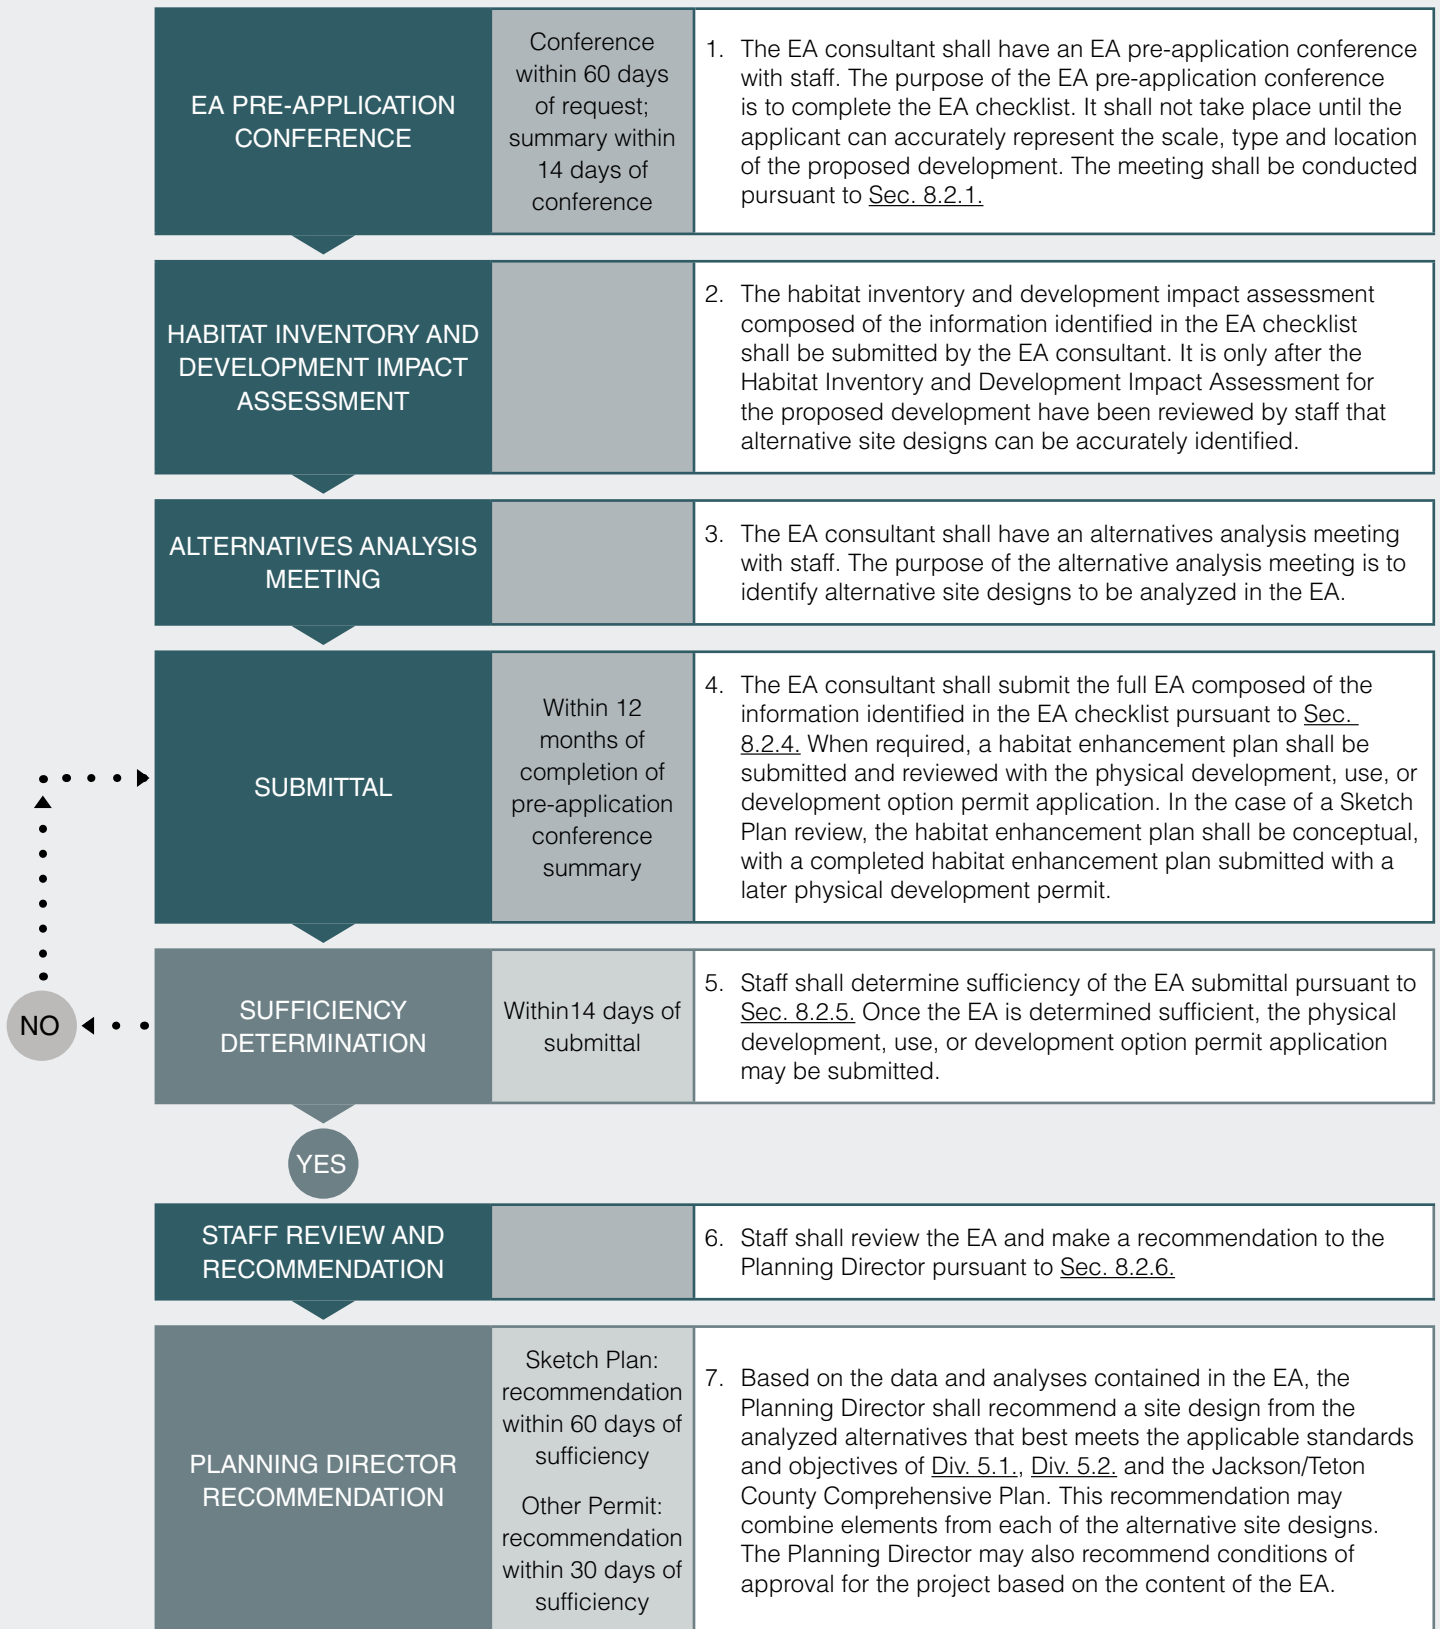 EA PRE-APPLICATION
CONFERENCE
Conference
within 60 days
of request;
summary within
14 days of
conference
1. The EA consultant shall have an EA pre-application conference
with staff. The purpose of the EA pre-application conference
is to complete the EA checklist. It shall not take place until the
applicant can accurately represent the scale, type and location
of the proposed development. The meeting shall be conducted
pursuant to Sec. 8.2.1.
HABITAT INVENTORY AND
DEVELOPMENT IMPACT
ASSESSMENT
2. The habitat inventory and development impact assessment
composed of the information identified in the EA checklist
shall be submitted by the EA consultant. It is only after the
Habitat Inventory and Development Impact Assessment for
the proposed development have been reviewed by staff that
alternative site designs can be accurately identified.
ALTERNATIVES ANALYSIS
MEETING
3. The EA consultant shall have an alternatives analysis meeting
with staff. The purpose of the alternative analysis meeting is to
identify alternative site designs to be analyzed in the EA.
SUBMITTAL
Within 12
months of
completion of
pre-application
conference
summary
4. The EA consultant shall submit the full EA composed of the
information identified in the EA checklist pursuant to Sec.
8.2.4. When required, a habitat enhancement plan shall be
submitted and reviewed with the physical development, use, or
development option permit application. In the case of a Sketch
Plan review, the habitat enhancement plan shall be conceptual,
with a completed habitat enhancement plan submitted with a
later physical development permit.
NO
SUFFICIENCY
DETERMINATION
Within14 days of
submittal
5. Staff shall determine sufficiency of the EA submittal pursuant to
Sec. 8.2.5. Once the EA is determined sufficient, the physical
development, use, or development option permit application
may be submitted.
YES
STAFF REVIEW AND
RECOMMENDATION
6. Staff shall review the EA and make a recommendation to the
Planning Director pursuant to Sec. 8.2.6.
PLANNING DIRECTOR
RECOMMENDATION
Sketch Plan:
recommendation
within 60 days of
sufficiency
Other Permit:
recommendation
within 30 days of
sufficiency
7. Based on the data and analyses contained in the EA, the
Planning Director shall recommend a site design from the
analyzed alternatives that best meets the applicable standards
and objectives of Div. 5.1., Div. 5.2. and the Jackson/Teton
County Comprehensive Plan. This recommendation may
combine elements from each of the alternative site designs.
The Planning Director may also recommend conditions of
approval for the project based on the content of the EA.